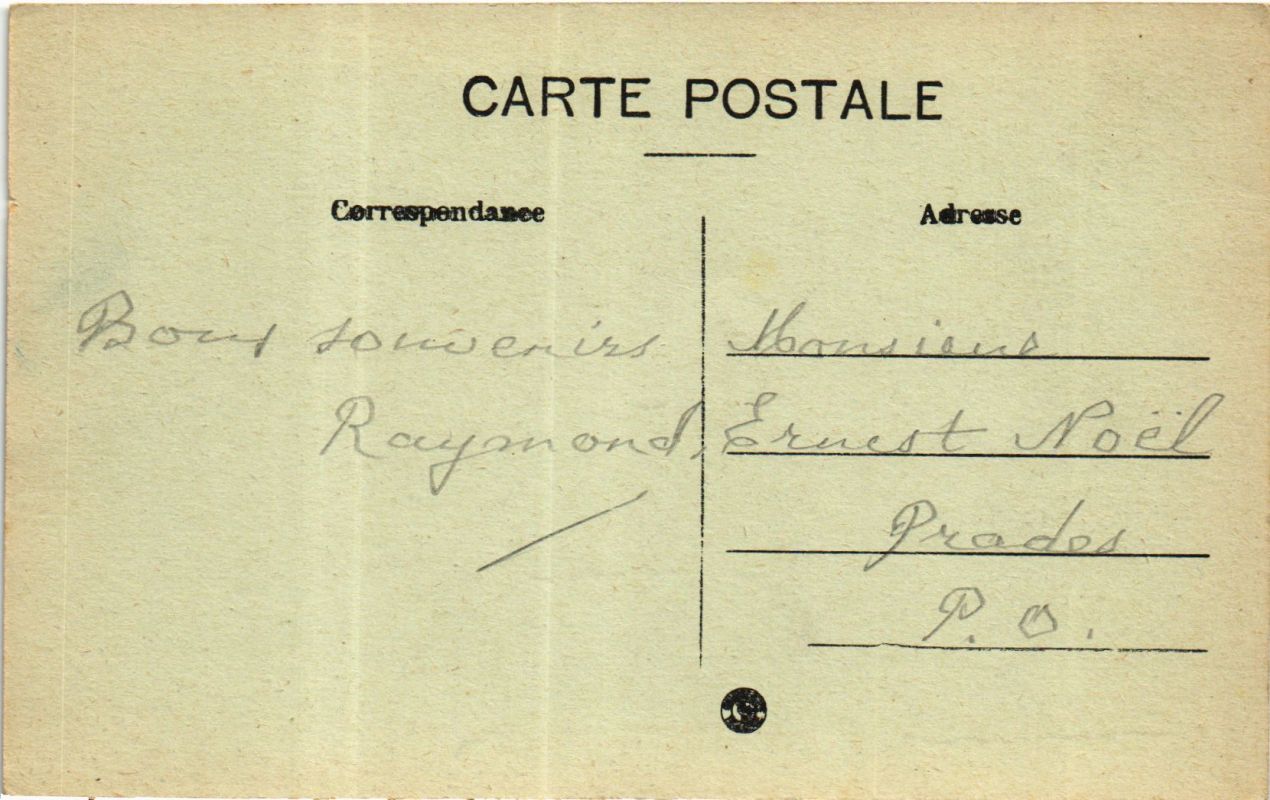 CARTE POSTALE
Correspondance
Bons souvenirs
Raymond,
Adresse
Monsieur
Ernest Noël
Prades
P. O.